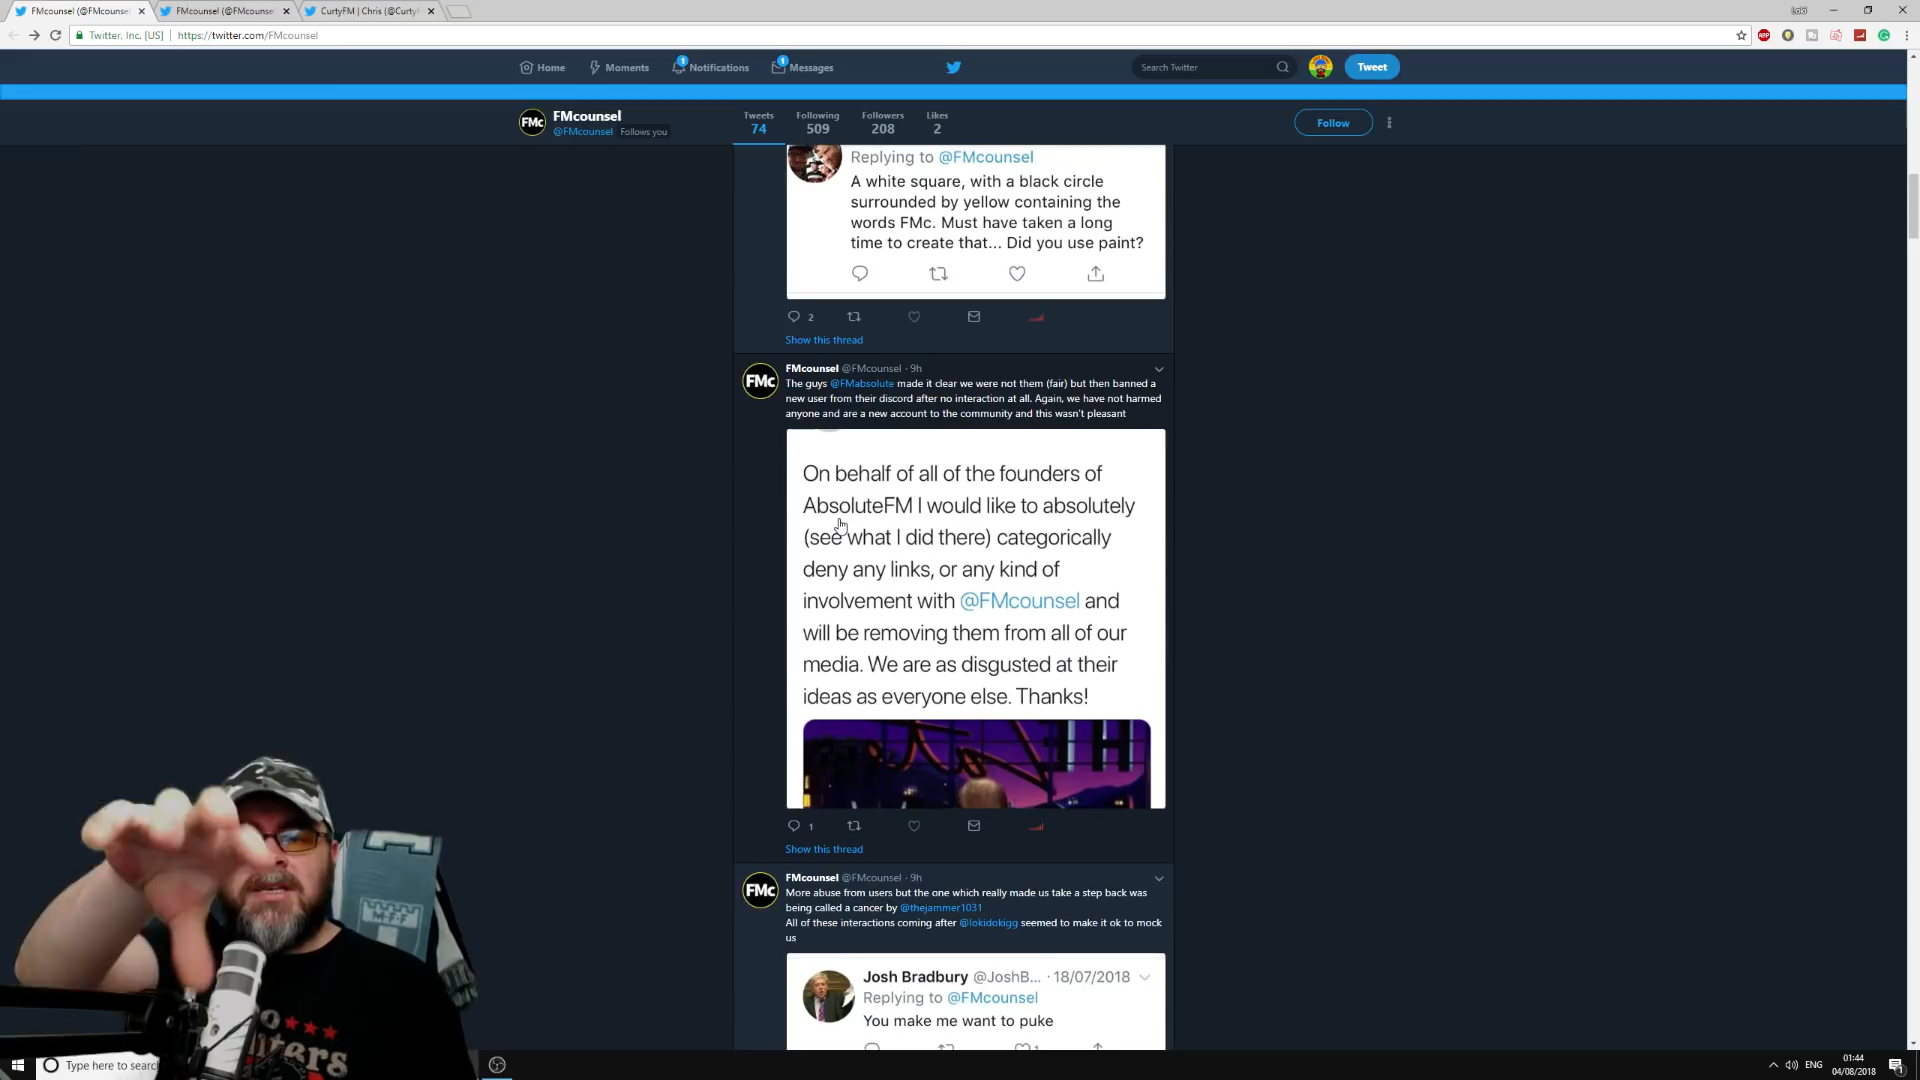 FMcounsel (@FMcounsel
FMcounsel (@FMcounse
CurtyFM | Chris (@Curty
Loki
Twitter, Inc. [US]
https://twitter.com/FMcounsel
Home
Moments
1
Notifications
1
Messages
Search Twitter
Tweet
FMc
FMcounsel
@FMcounsel Follows you
Tweets
74
Following
509
Followers
208
Likes
2
Follow
Replying to @FMcounsel
A white square, with a black circle
surrounded by yellow containing the
words FMc. Must have taken a long
time to create that... Did you use paint?
2
Show this thread
FMc
FMcounsel @FMcounsel · 9h
The guys @FMabsolute made it clear we were not them (fair) but then banned a
new user from their discord after no interaction at all. Again, we have not harmed
anyone and are a new account to the community and this wasn't pleasant
On behalf of all of the founders of
AbsoluteFM I would like to absolutely
(see what I did there) categorically
deny any links, or any kind of
involvement with @FMcounsel and
will be removing them from all of our
media. We are as disgusted at their
ideas as everyone else. Thanks!
1
Show this thread
FMc
FMcounsel @FMcounsel · 9h
More abuse from users but the one which really made us take a step back was
being called a cancer by @thejammer1031
All of these interactions coming after @lokidokigg seemed to make it ok to mock
us
Josh Bradbury @JoshB... · 18/07/2018
Replying to @FMcounsel
You make me want to puke
1
M-F-F
Type here to searc
ENG
01:44
04/08/2018